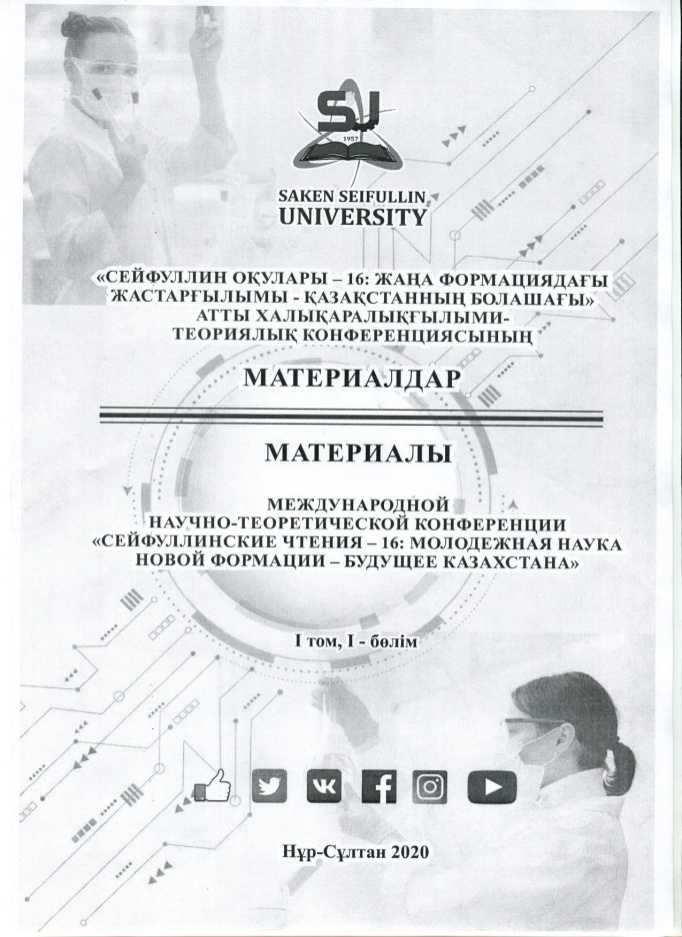 SJ
1957
SAKEN SEIFULLIN
UNIVERSITY
«СЕЙФУЛЛИН ОҚУЛАРЫ – 16: ЖАҢА ФОРМАЦИЯДАҒЫ
ЖАСТАРҒЫЛЫМЫ - ҚАЗАҚСТАННЫҢ БОЛАШАҒЫ»
АТТЫ ХАЛЫҚАРАЛЫҚҒЫЛЫМИ-
ТЕОРИЯЛЫҚ КОНФЕРЕНЦИЯСЫНЫҢ
МАТЕРИАЛДАР
МАТЕРИАЛЫ
МЕЖДУНАРОДНОЙ
НАУЧНО-ТЕОРЕТИЧЕСКОЙ КОНФЕРЕНЦИИ
«СЕЙФУЛЛИНСКИЕ ЧТЕНИЯ – 16: МОЛОДЕЖНАЯ НАУКА
НОВОЙ ФОРМАЦИИ – БУДУЩЕЕ КАЗАХСТАНА»
I том, I - бөлім
Нұр-Сұлтан 2020